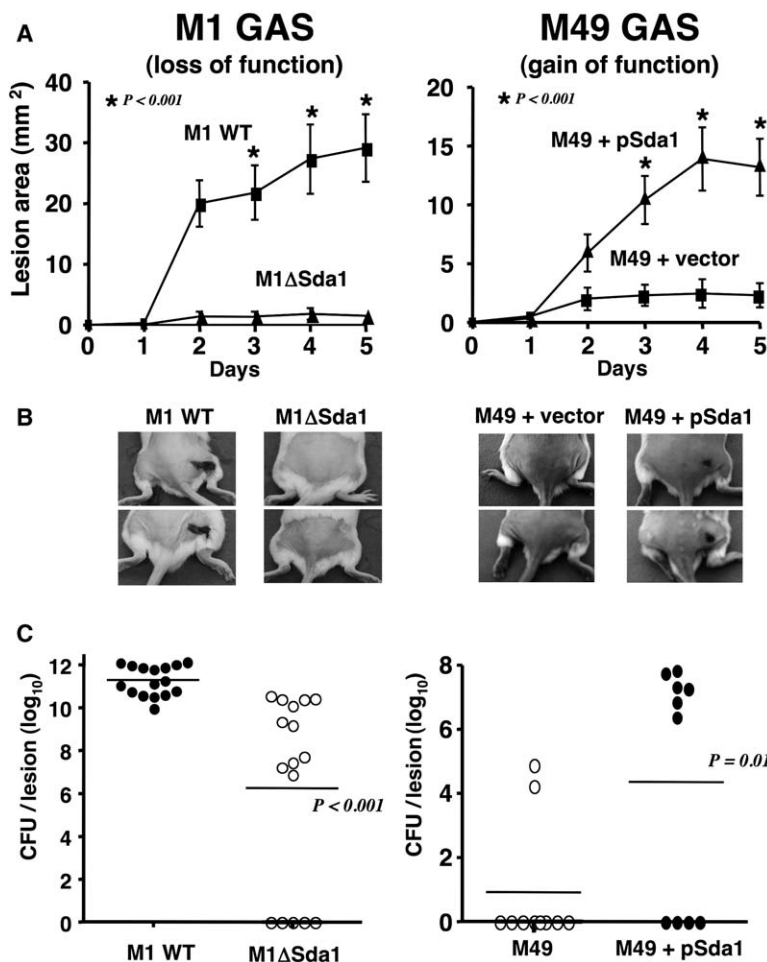 A
M1 GAS
(loss of function)
M49 GAS
(gain of function)
Lesion area (mm²)
40
30
20
10
0
* P < 0.001
M1 WT
* * *
M1ΔSda1
0 1 2 3 4 5
Days
20
15
10
5
0
* P < 0.001
M49 + pSda1
* * *
M49 + vector
0 1 2 3 4 5
Days
B
M1 WT
M1ΔSda1
M49 + vector
M49 + pSda1
C
CFU / lesion (log₁₀)
12
10
8
6
4
2
0
P < 0.001
M1 WT
M1ΔSda1
CFU / lesion (log₁₀)
8
6
4
2
0
P = 0.01
M49
M49 + pSda1